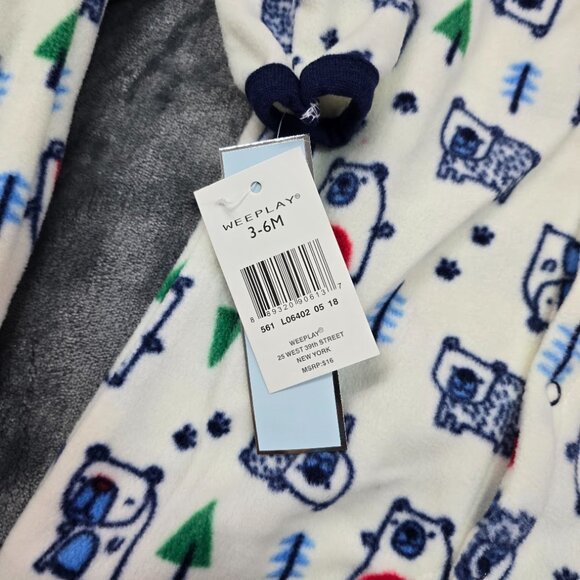 WEEPLAY®
3-6M
8 89320 90613 7
561 L06402 05 18
WEEPLAY®
25 WEST 39th STREET
NEW YORK
MSRP:$16